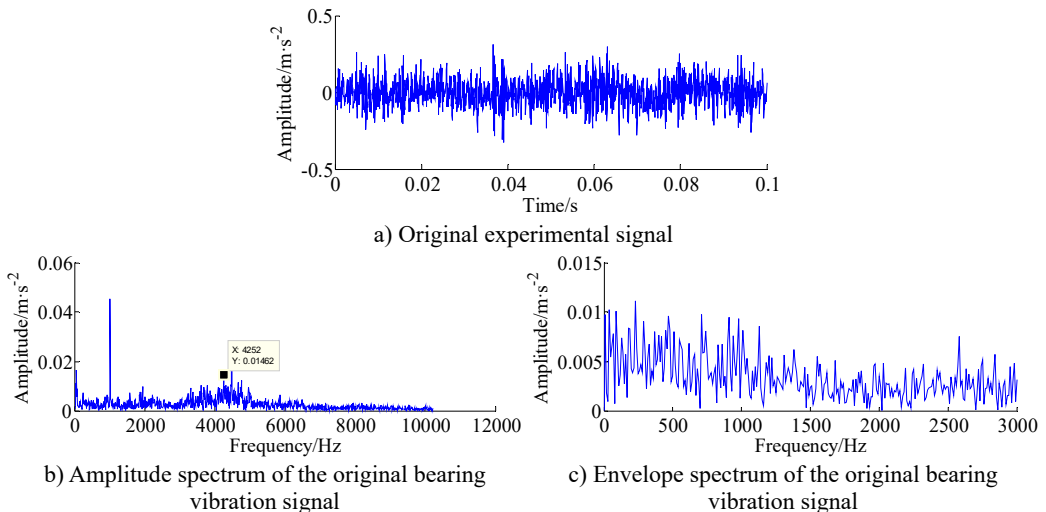 Amplitude/m·s⁻²
0.5
0
-0.5
0
0.02
0.04
0.06
0.08
0.1
Time/s
a) Original experimental signal
Amplitude/m·s⁻²
0.06
0.04
0.02
0
X: 4252
Y: 0.01462
0
2000
4000
6000
8000
10000
12000
Frequency/Hz
b) Amplitude spectrum of the original bearing
vibration signal
Amplitude/m·s⁻²
0.015
0.01
0.005
0
0
500
1000
1500
2000
2500
3000
Frequency/Hz
c) Envelope spectrum of the original bearing
vibration signal